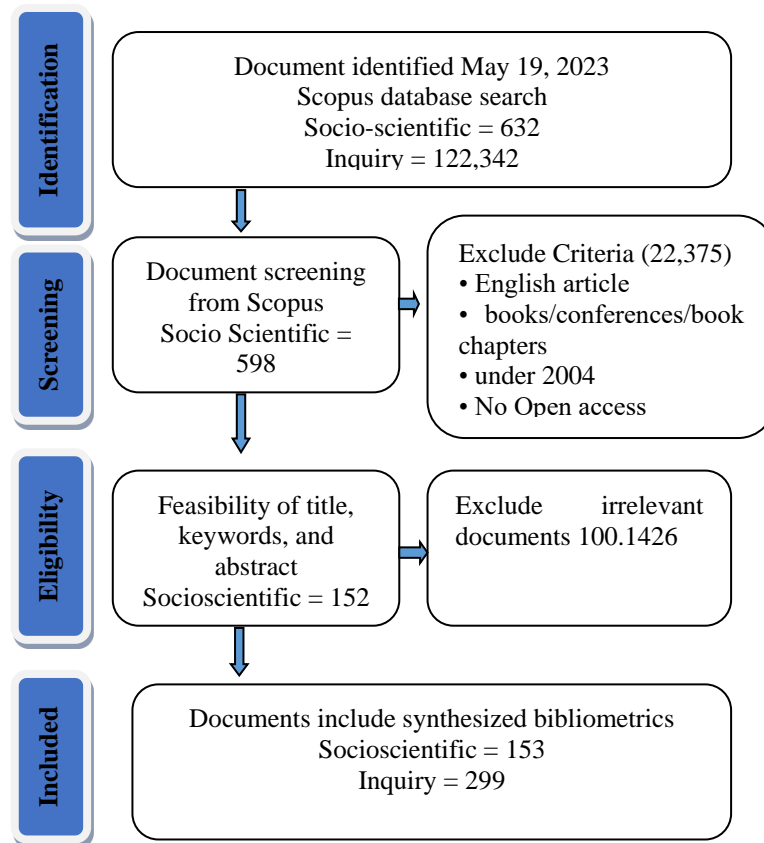 Identification
Document identified May 19, 2023
Scopus database search
Socio-scientific = 632
Inquiry = 122,342
Screening
Document screening
from Scopus
Socio Scientific =
598
Exclude Criteria (22,375)
• English article
• books/conferences/book
chapters
• under 2004
• No Open access
Eligibility
Feasibility of title,
keywords, and
abstract
Socioscientific = 152
Exclude irrelevant
documents 100.1426
Included
Documents include synthesized bibliometrics
Socioscientific = 153
Inquiry = 299